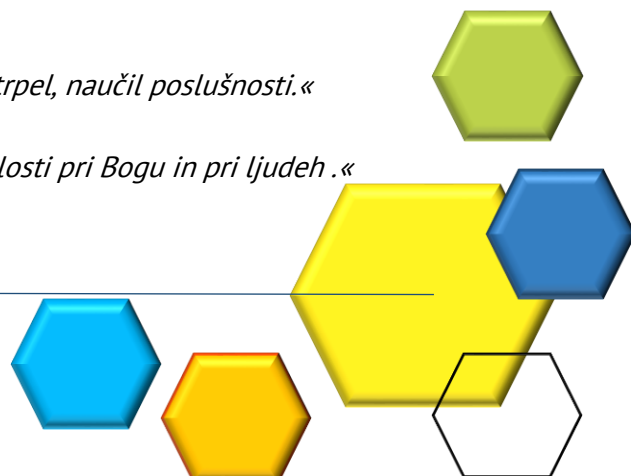 trpel, naučil poslušnosti.«
losti pri Bogu in pri ljudeh .«